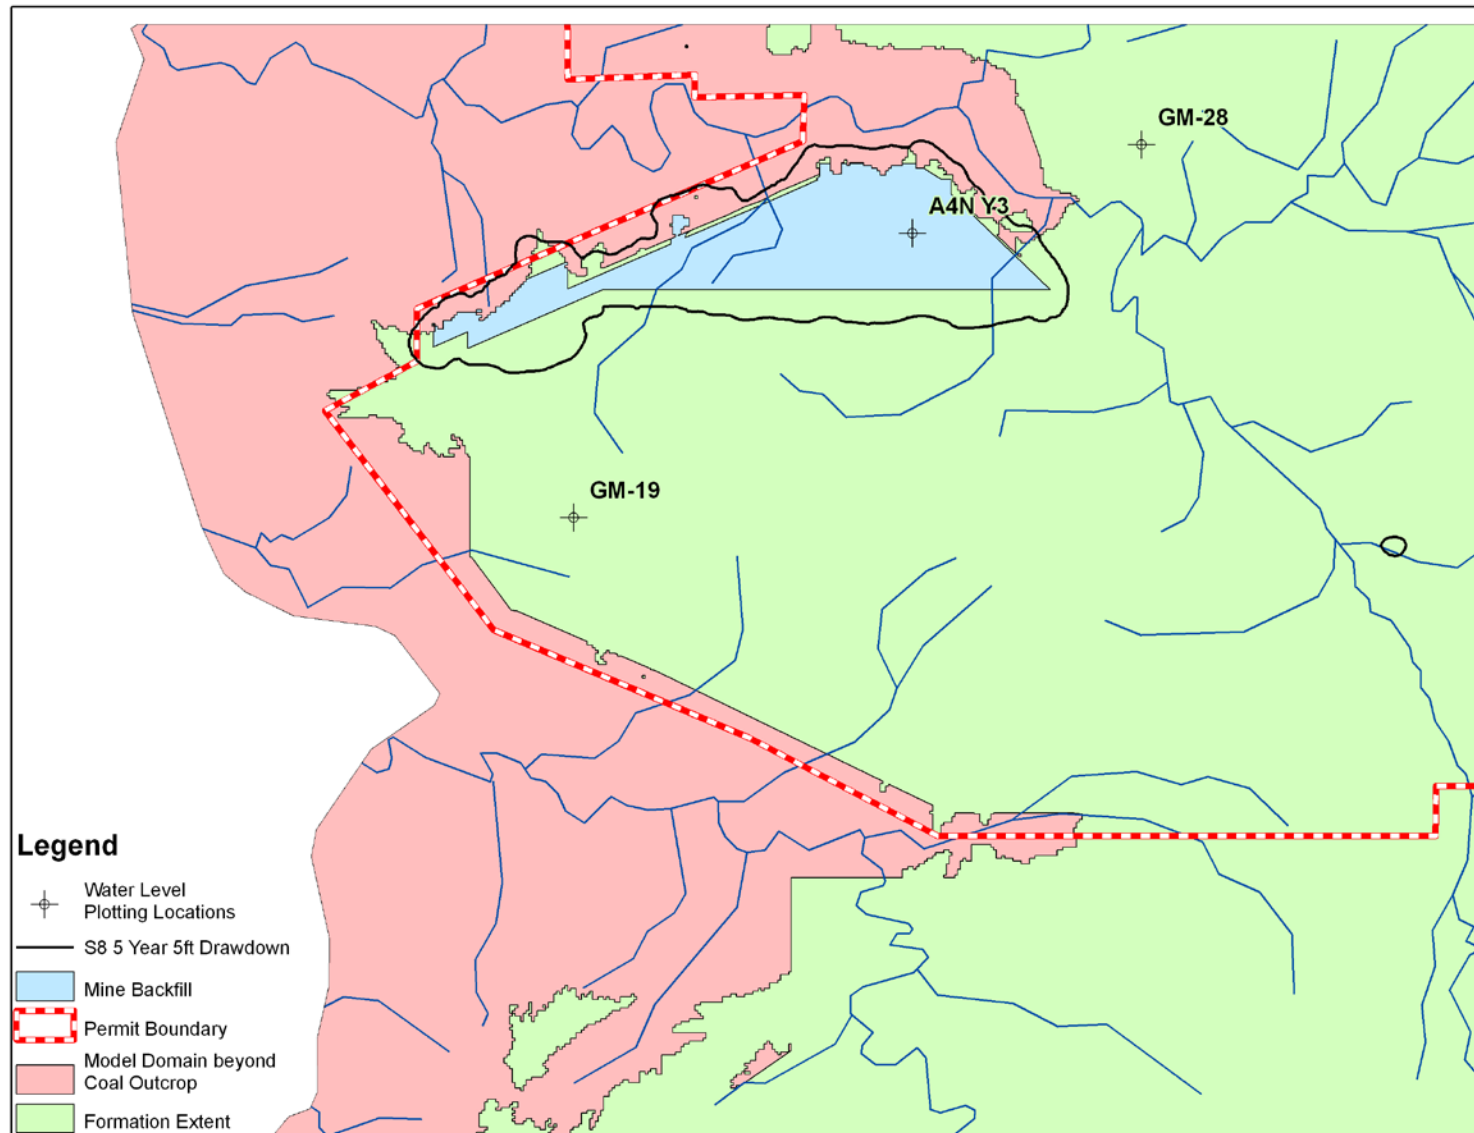 GM-28
A4N Y3
GM-19
Legend
Water Level
Plotting Locations
S8 5 Year 5ft Drawdown
Mine Backfill
Permit Boundary
Model Domain beyond
Coal Outcrop
Formation Extent